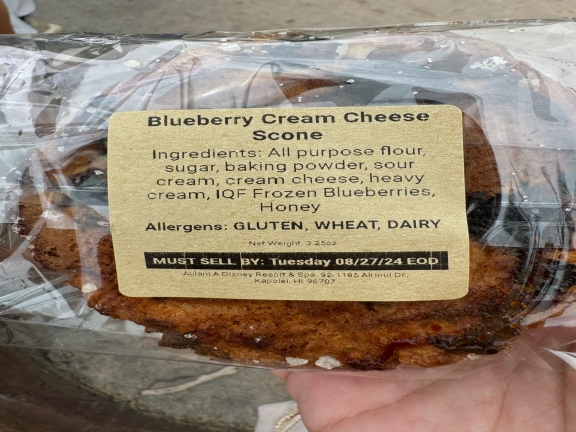 Blueberry Cream Cheese
Scone
Ingredients: All purpose flour,
sugar, baking powder, sour
cream, cream cheese, heavy
cream, IQF Frozen Blueberries,
Honey
Allergens: GLUTEN, WHEAT, DAIRY
Net Weight 3.25oz
MUST SELL BY: Tuesday 08/27/24 EOD
Aulani A Disney Resort & Spa, 92-1185 Ali'inui Dr.,
Kapolei, HI 96707